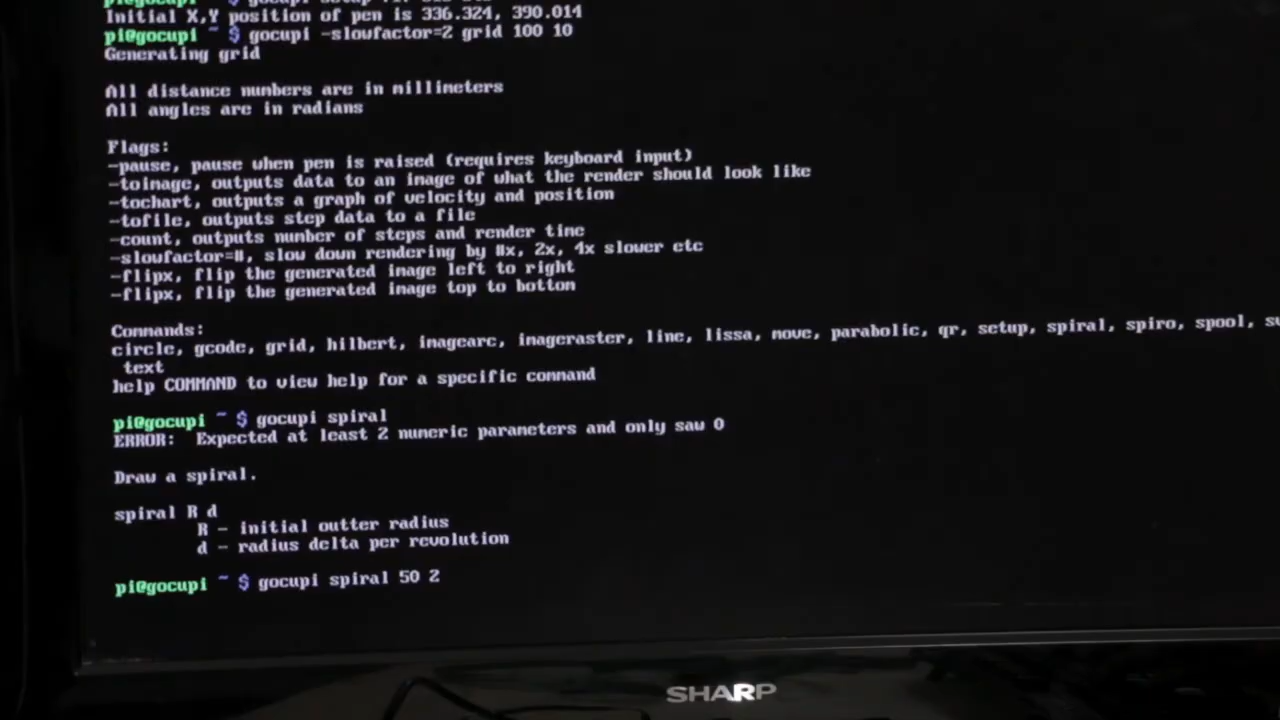 Initial X,Y position of pen is 336.324, 390.014
pi@gocupi ~ $ gocupi -slowfactor=2 grid 100 10
Generating grid
All distance numbers are in millimeters
All angles are in radians
Flags:
-pause, pause when pen is raised (requires keyboard input)
-toimage, outputs data to an image of what the render should look like
-tochart, outputs a graph of velocity and position
-tofile, outputs step data to a file
-count, outputs number of steps and render time
-slowfactor=#, slow down rendering by #x, 2x, 4x slower etc
-flipx, flip the generated image left to right
-flipx, flip the generated image top to bottom
Commands:
circle, gcode, grid, hilbert, imagearc, imageraster, line, lissa, move, parabolic, qr, setup, spiral, spiro, spool,
text
help COMMAND to view help for a specific command
pi@gocupi ~ $ gocupi spiral
ERROR: Expected at least 2 numeric parameters and only saw 0
Draw a spiral.
spiral R d
R - initial outter radius
d - radius delta per revolution
pi@gocupi ~ $ gocupi spiral 50 2
SHARP